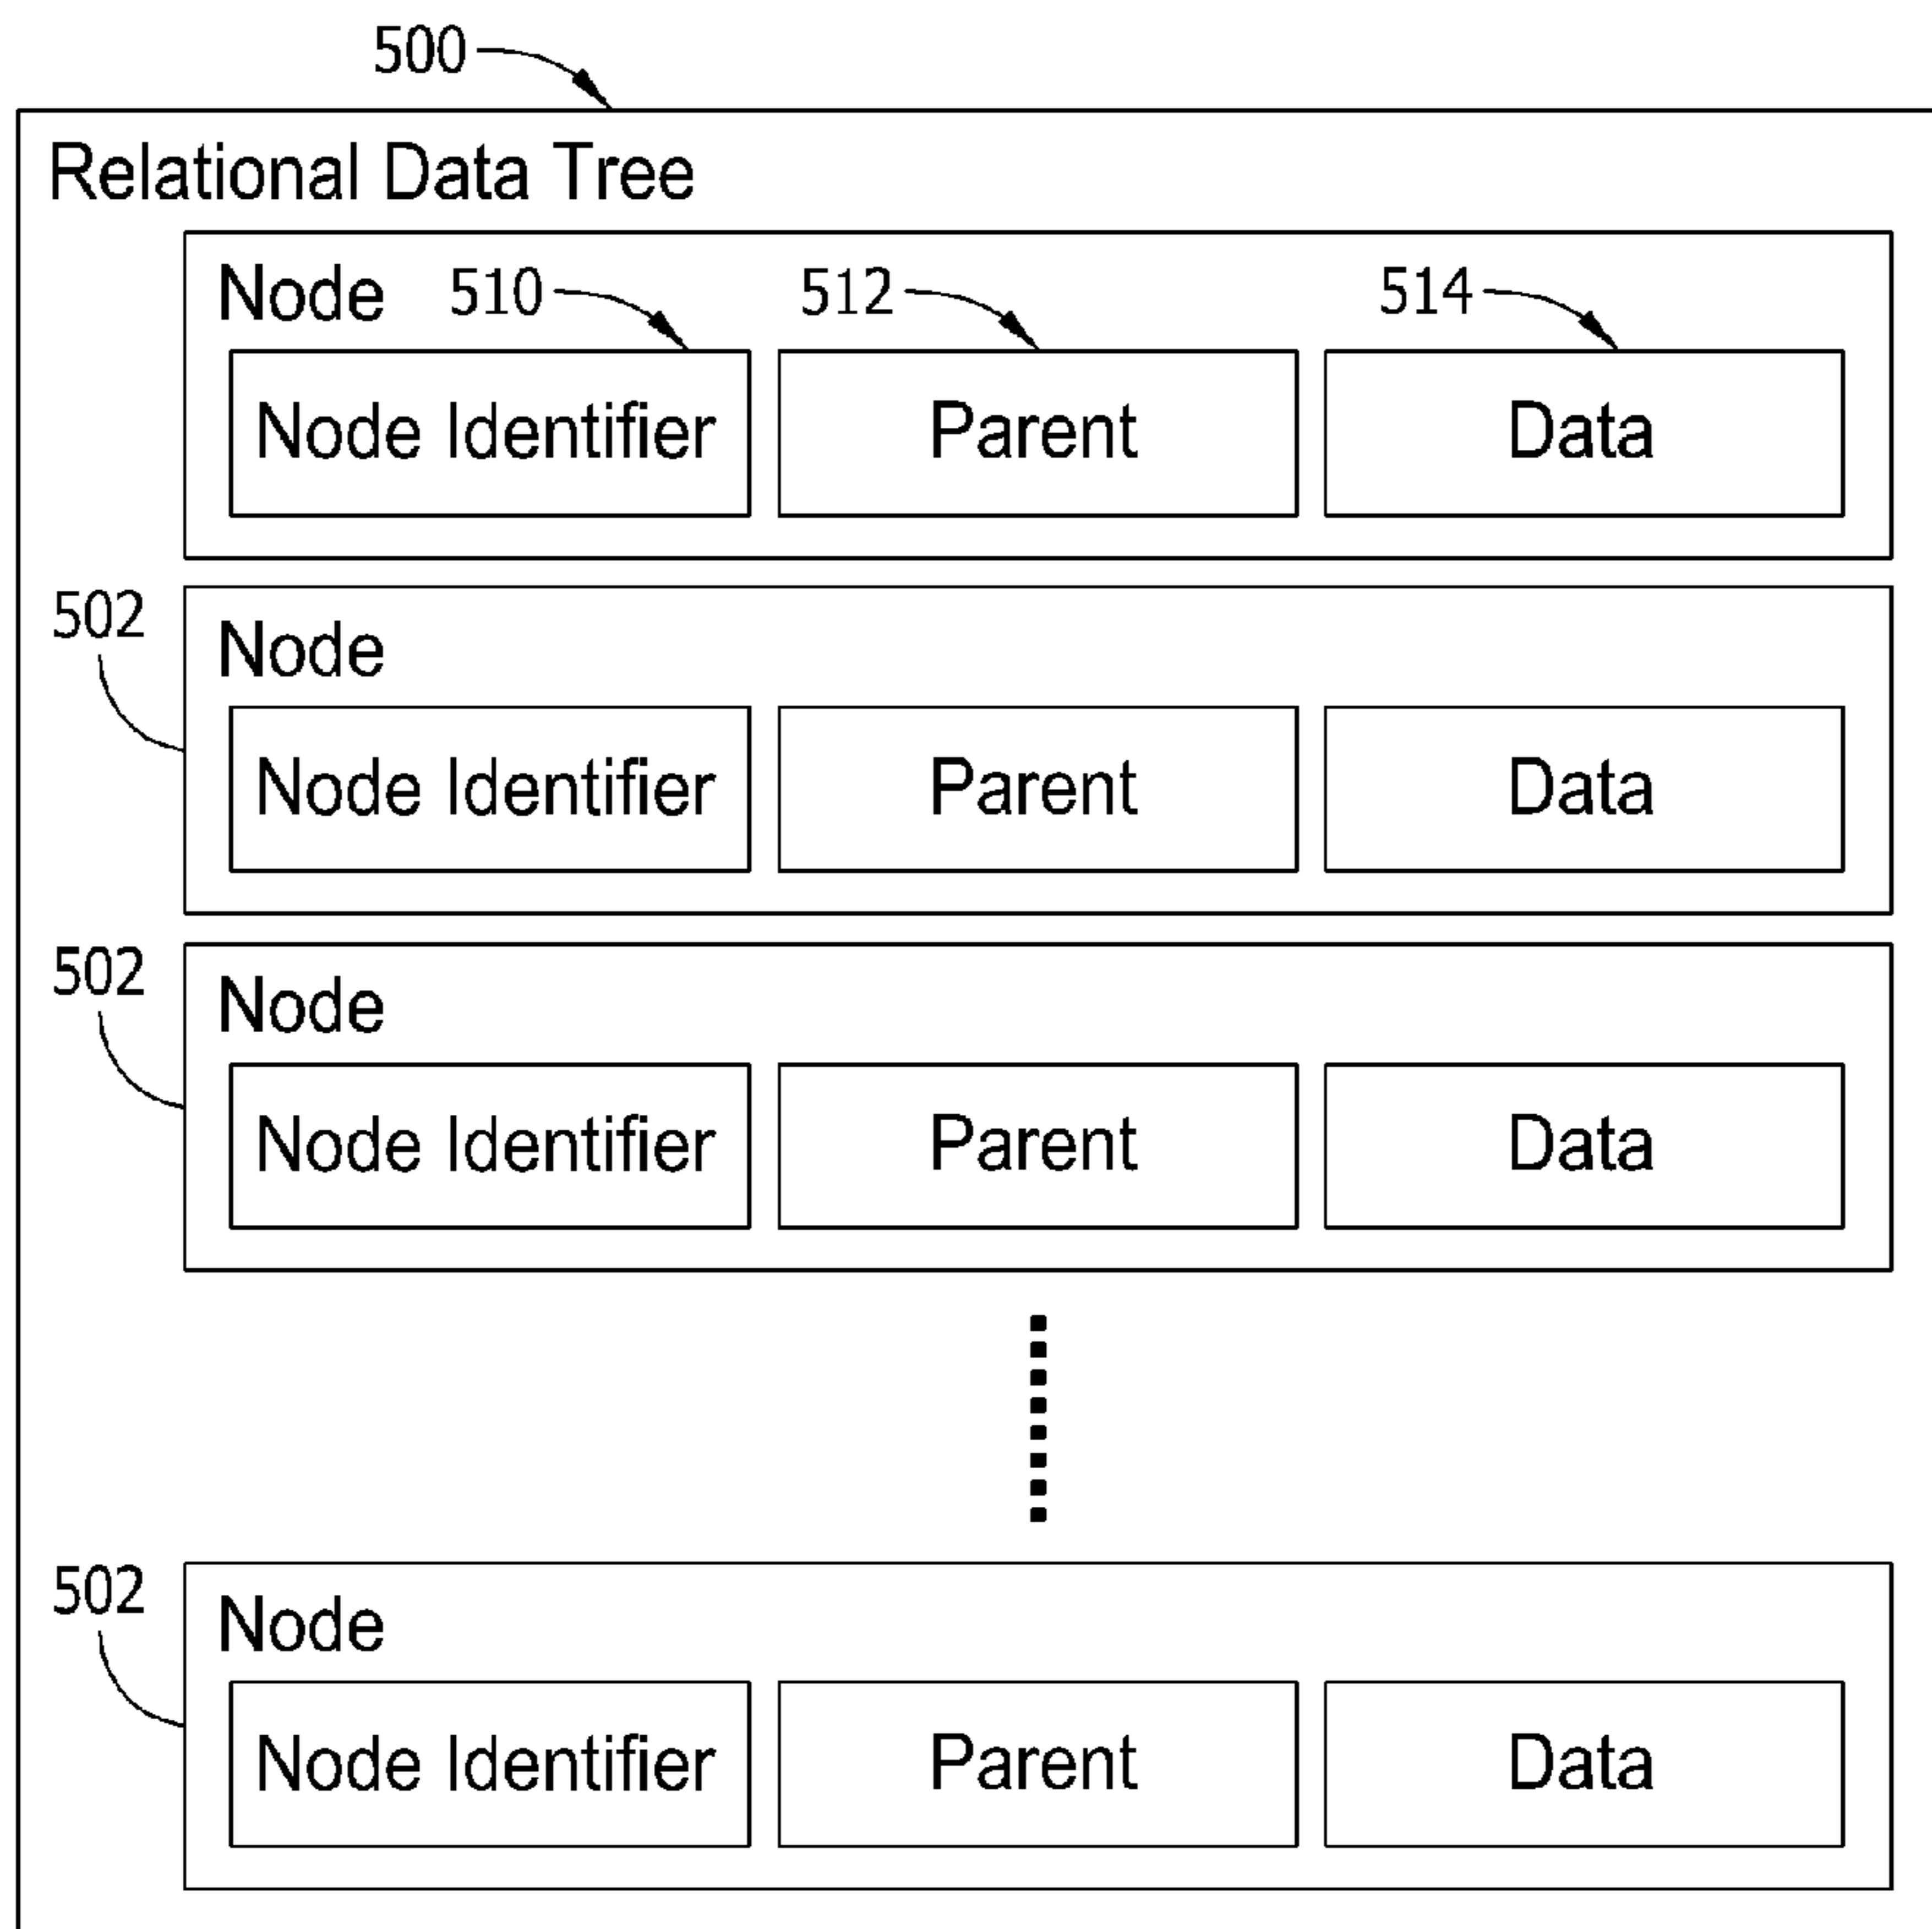 500
Relational Data Tree
Node 510 512 514
Node Identifier Parent Data
502
Node
Node Identifier Parent Data
502
Node
Node Identifier Parent Data
502
Node
Node Identifier Parent Data